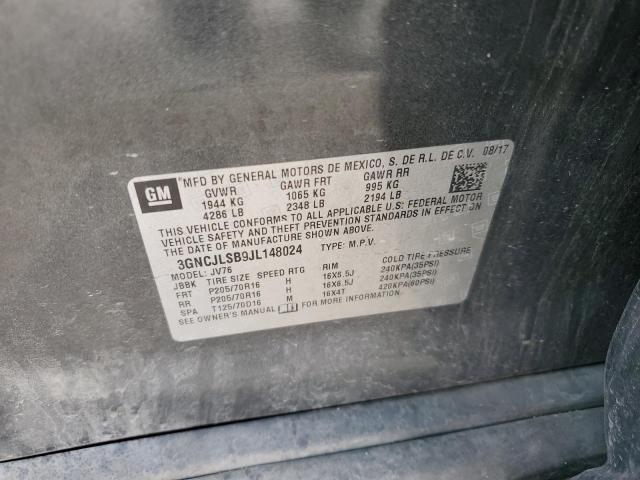 GM
MFD BY GENERAL MOTORS DE MEXICO, S. DE R.L. DE C.V. 08/17
GVWR GAWR FRT GAWR RR
1944 KG 1065 KG 995 KG
4286 LB 2348 LB 2194 LB
THIS VEHICLE CONFORMS TO ALL APPLICABLE U.S. FEDERAL MOTOR
VEHICLE SAFETY AND THEFT PREVENTION STANDARDS IN EFFECT ON
THE DATE OF MANUFACTURE SHOWN ABOVE.
3GNCJLSB9JL148024 TYPE: M.P.V.
MODEL: JV76
JBBK TIRE SIZE SPEED RTG RIM COLD TIRE PRESSURE
FRT P205/70R16 H 16X6.5J 240KPA(35PSI)
RR P205/70R16 H 16X6.5J 240KPA(35PSI)
SPA T125/70D16 M 16X4T 420KPA(60PSI)
SEE OWNER'S MANUAL FOR MORE INFORMATION.